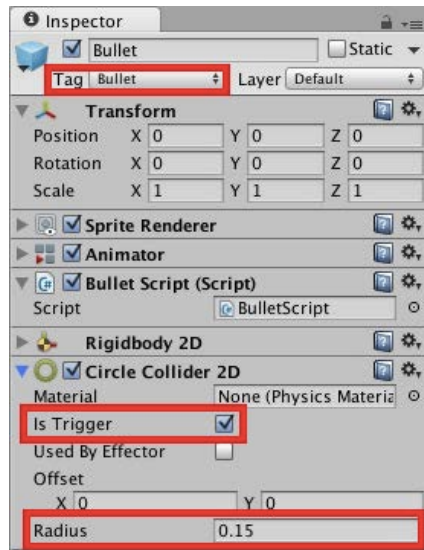 Inspector
Bullet Static
Tag Bullet Layer Default
Transform
Position X 0 Y 0 Z 0
Rotation X 0 Y 0 Z 0
Scale X 1 Y 1 Z 1
Sprite Renderer
Animator
Bullet Script (Script)
Script BulletScript
Rigidbody 2D
Circle Collider 2D
Material None (Physics Materia
Is Trigger
Used By Effector
Offset
X 0 Y 0
Radius 0.15